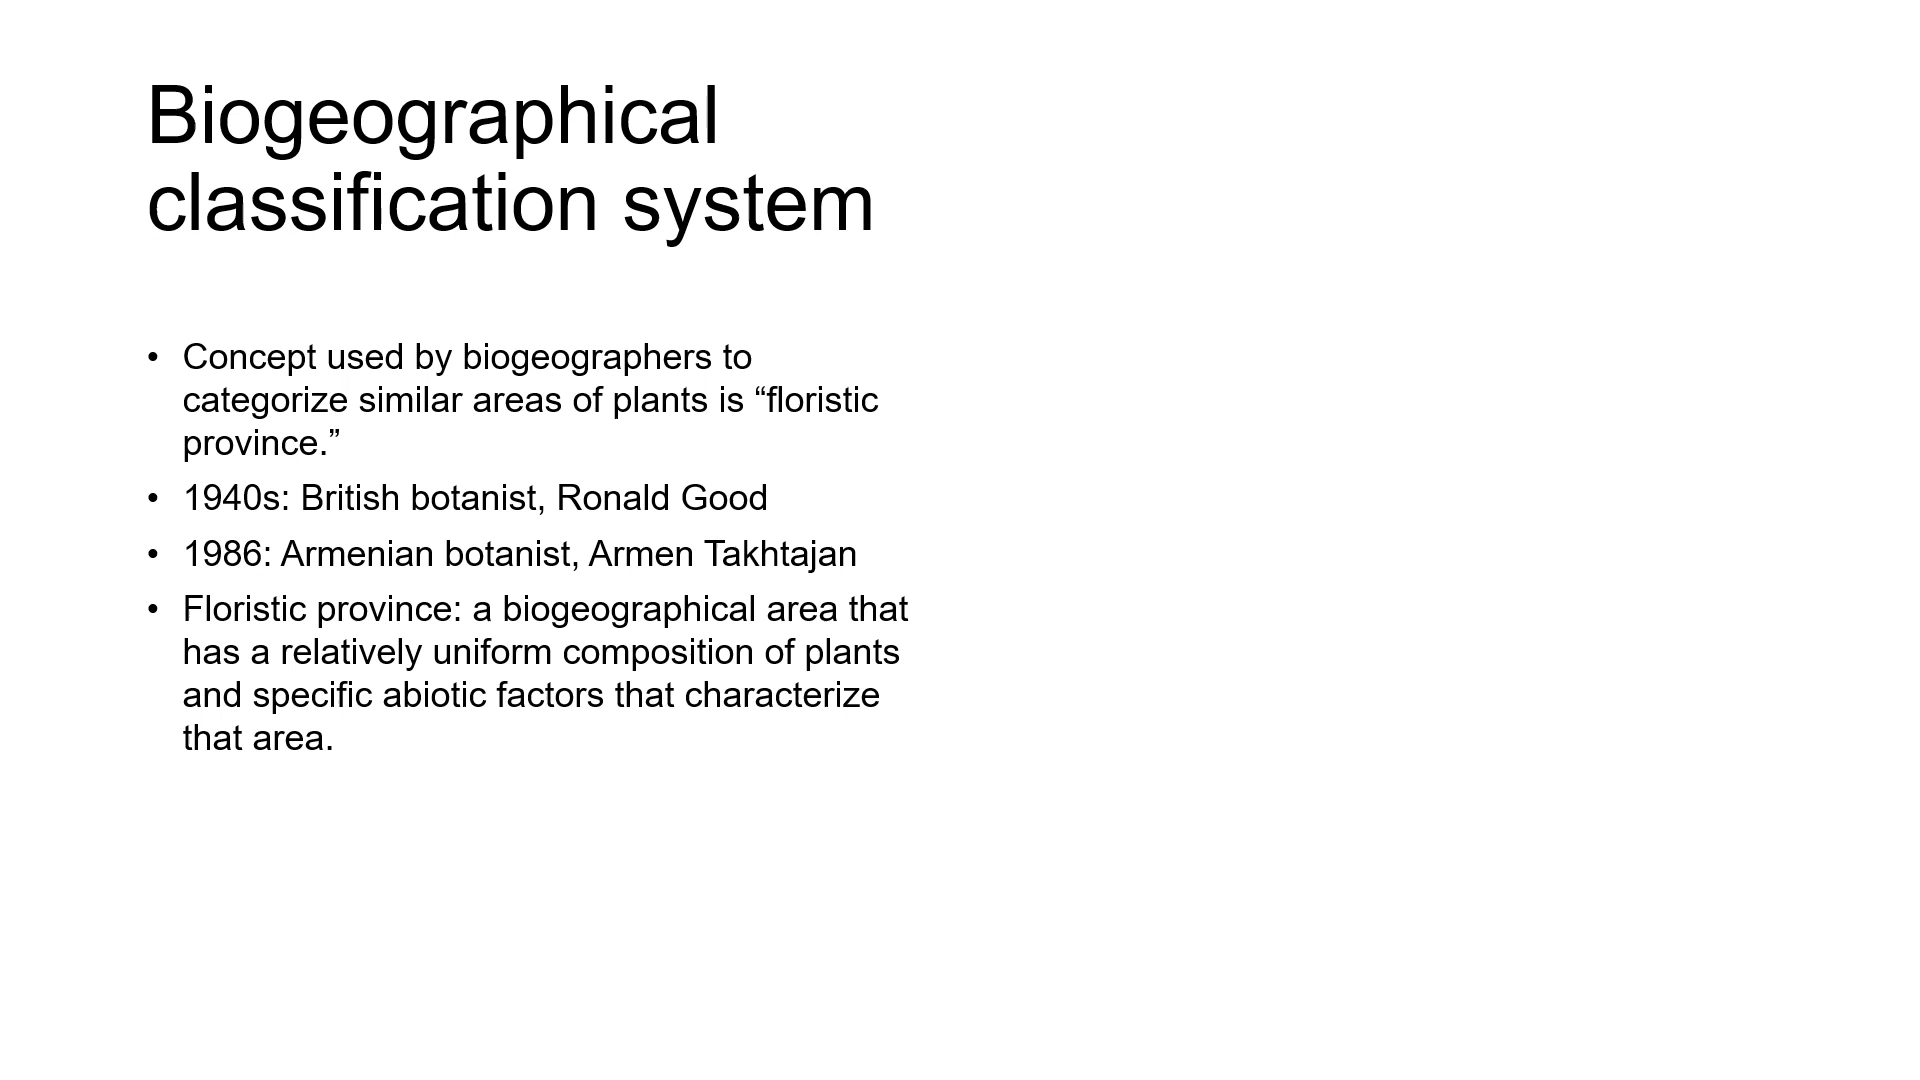 Biogeographical
classification system
• Concept used by biogeographers to
categorize similar areas of plants is “floristic
province.”
• 1940s: British botanist, Ronald Good
• 1986: Armenian botanist, Armen Takhtajan
• Floristic province: a biogeographical area that
has a relatively uniform composition of plants
and specific abiotic factors that characterize
that area.